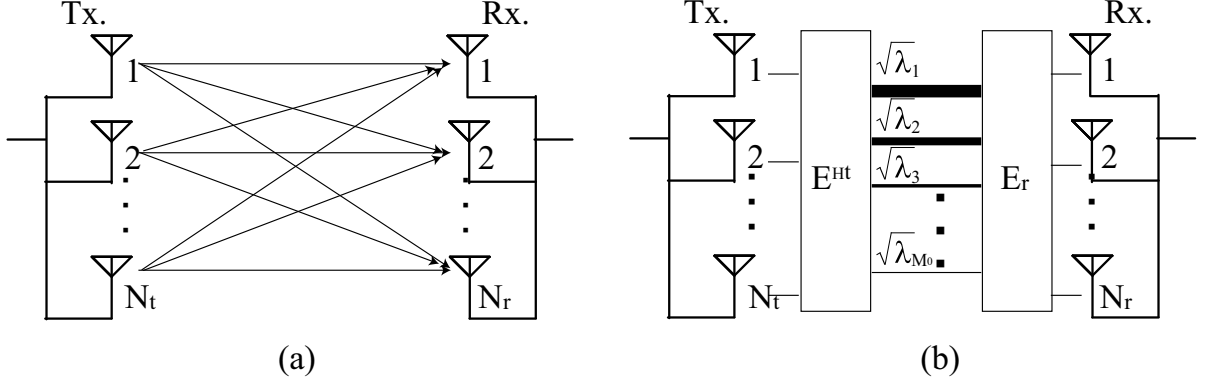 Tx.
Rx.
1
1
2
2
Nt
Nr
(a)
Tx.
Rx.
1
√λ1
1
2
√λ2
2
EHt
√λ3
Er
√λM0
Nt
Nr
(b)